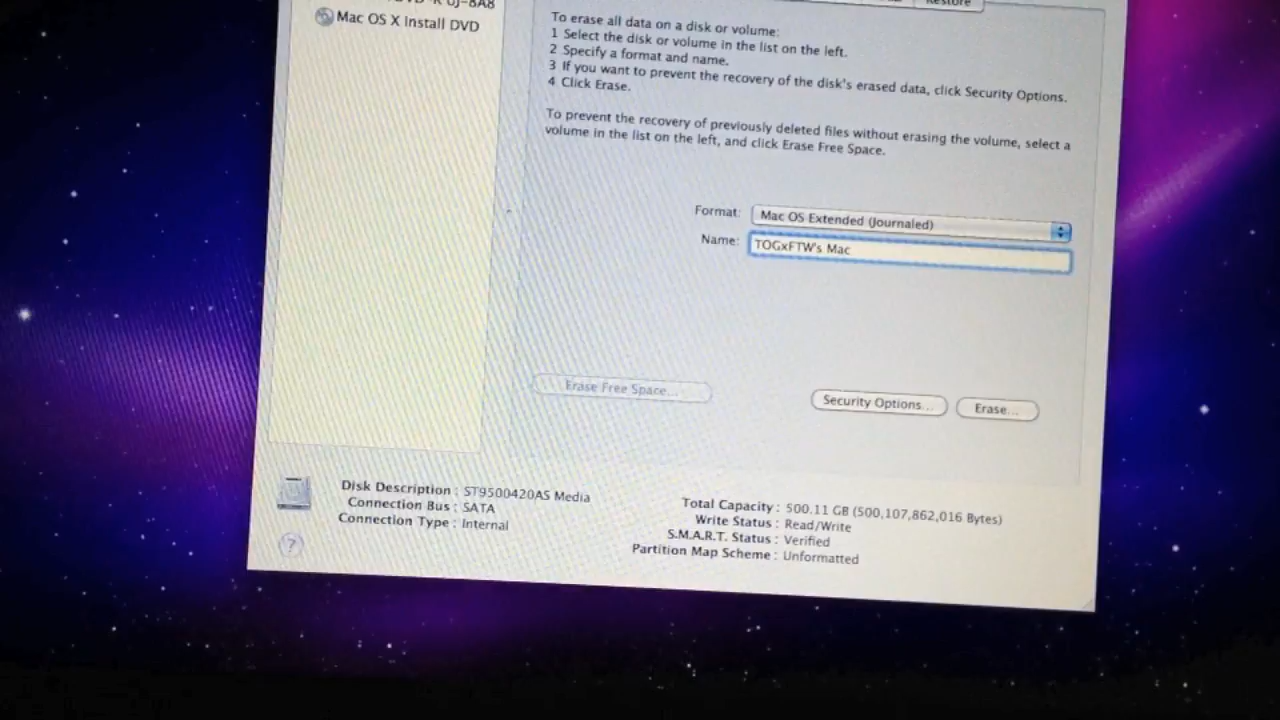 UJ-8A8
Restore
Mac OS X Install DVD
To erase all data on a disk or volume:
1 Select the disk or volume in the list on the left.
2 Specify a format and name.
3 If you want to prevent the recovery of the disk's erased data, click Security Options.
4 Click Erase.
To prevent the recovery of previously deleted files without erasing the volume, select a
volume in the list on the left, and click Erase Free Space.
Format: Mac OS Extended (Journaled)
Name: TOGxFTW's Mac
Erase Free Space...
Security Options...
Erase...
Disk Description : ST9500420AS Media
Connection Bus : SATA
Connection Type : Internal
Total Capacity : 500.11 GB (500,107,862,016 Bytes)
Write Status : Read/Write
S.M.A.R.T. Status : Verified
Partition Map Scheme : Unformatted
?